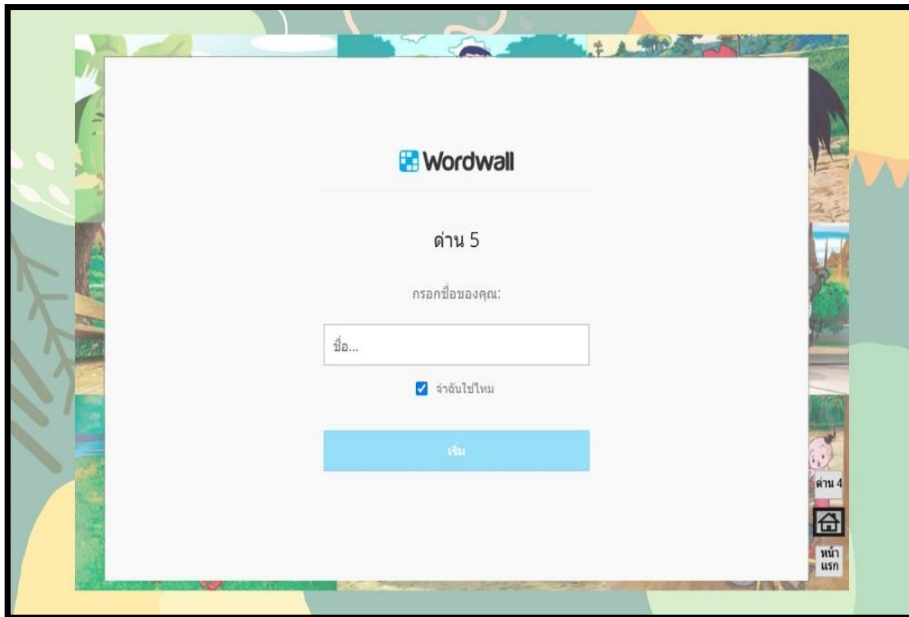 Wordwall
ด่าน 5
กรอกชื่อของคุณ:
ชื่อ...
จำฉันใช่ไหม
เริ่ม
ด่าน 4
หน้า
แรก